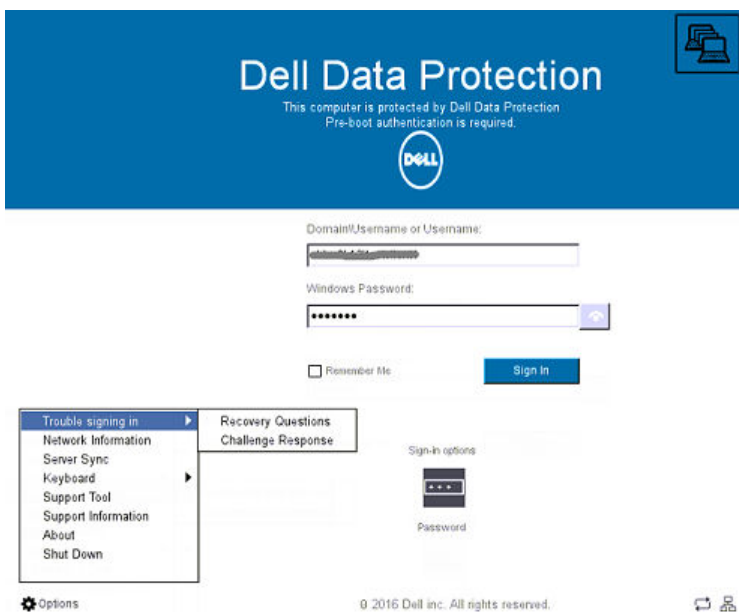 Dell Data Protection
This computer is protected by Dell Data Protection
Pre-boot authentication is required.
DELL
Domain\Username or Username:
Windows Password:
•••••••
Remember Me
Sign In
Trouble signing in
Recovery Questions
Network Information
Challenge Response
Server Sync
Keyboard
Support Tool
Support Information
About
Shut Down
Sign-in options
Password
Options
© 2016 Dell inc. All rights reserved.